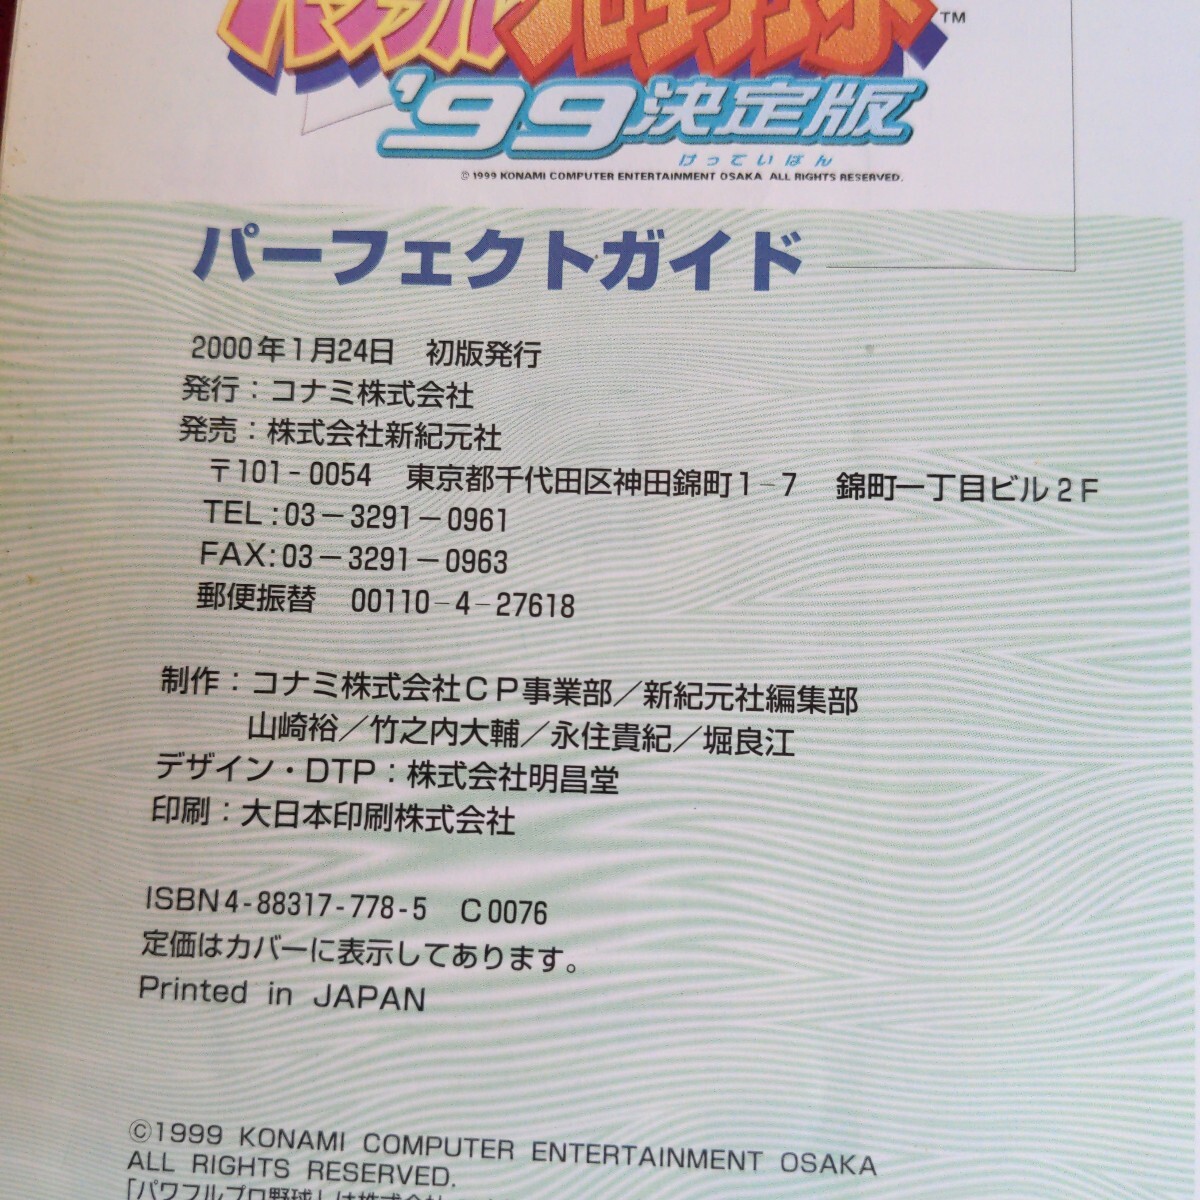 パワフルプロ野球™
'99決定版
けっていばん
© 1999 KONAMI COMPUTER ENTERTAINMENT OSAKA ALL RIGHTS RESERVED.
パーフェクトガイド
2000年1月24日 初版発行
発行：コナミ株式会社
発売：株式会社新紀元社
〒101-0054 東京都千代田区神田錦町1-7 錦町一丁目ビル2F
TEL:03-3291-0961
FAX:03-3291-0963
郵便振替 00110-4-27618
制作：コナミ株式会社CP事業部／新紀元社編集部
山崎裕／竹之内大輔／永住貴紀／堀良江
デザイン・DTP：株式会社明昌堂
印刷：大日本印刷株式会社
ISBN4-88317-778-5 C0076
定価はカバーに表示してあります。
Printed in JAPAN
©1999 KONAMI COMPUTER ENTERTAINMENT OSAKA
ALL RIGHTS RESERVED.
「パワフルプロ野球」は株式会社